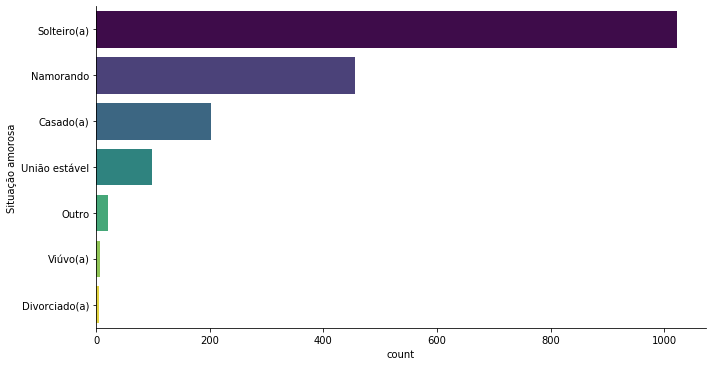 Situação amorosa
Solteiro(a)
Namorando
Casado(a)
União estável
Outro
Viúvo(a)
Divorciado(a)
0 200 400 600 800 1000
count